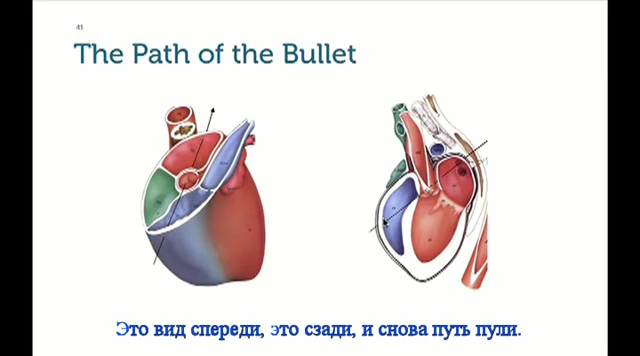 41
The Path of the Bullet
Это вид спереди, это сзади, и снова путь пули.